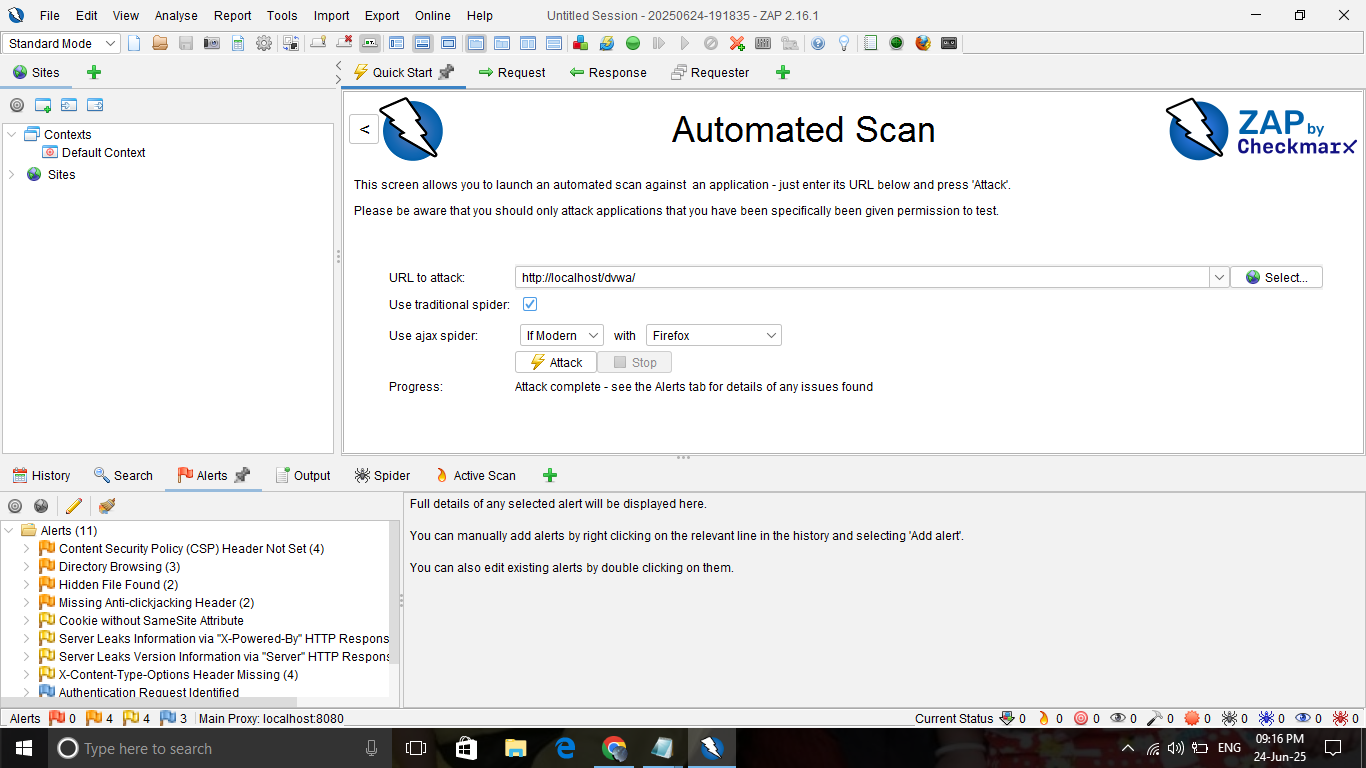 File Edit View Analyse Report Tools Import Export Online Help Untitled Session - 20250624-191835 - ZAP 2.16.1
Standard Mode
Sites
Quick Start Request Response Requester
<
Automated Scan
ZAP by
Checkmarx
Contexts
Default Context
Sites
This screen allows you to launch an automated scan against an application - just enter its URL below and press 'Attack'.
Please be aware that you should only attack applications that you have been specifically been given permission to test.
URL to attack: http://localhost/dvwa/ Select...
Use traditional spider:
Use ajax spider: If Modern with Firefox
Attack Stop
Progress: Attack complete - see the Alerts tab for details of any issues found
History Search Alerts Output Spider Active Scan
Alerts (11)
Content Security Policy (CSP) Header Not Set (4)
Directory Browsing (3)
Hidden File Found (2)
Missing Anti-clickjacking Header (2)
Cookie without SameSite Attribute
Server Leaks Information via "X-Powered-By" HTTP Respons
Server Leaks Version Information via "Server" HTTP Respons
X-Content-Type-Options Header Missing (4)
Authentication Request Identified
Full details of any selected alert will be displayed here.
You can manually add alerts by right clicking on the relevant line in the history and selecting 'Add alert'.
You can also edit existing alerts by double clicking on them.
Alerts 0 4 4 3 Main Proxy: localhost:8080 Current Status 0 0 0 0 0 0 0 0 0 0
Type here to search
ENG
09:16 PM
24-Jun-25